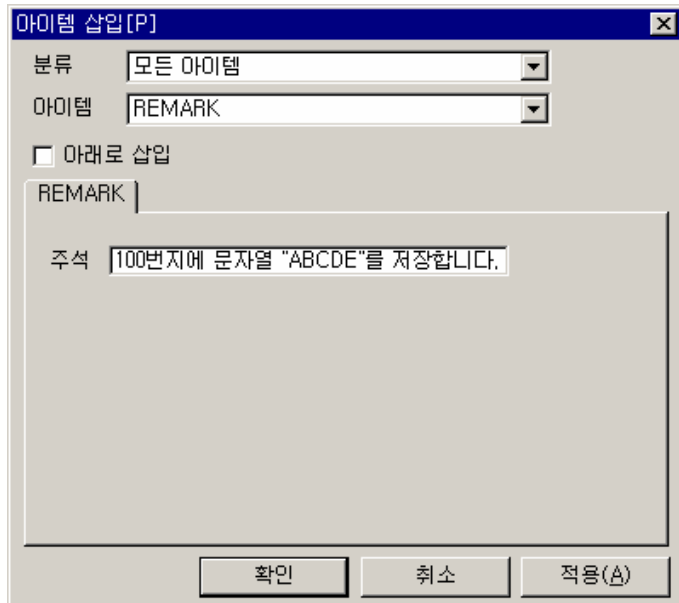 아이템 삽입[P]
분류 모든 아이템
아이템 REMARK
아래로 삽입
REMARK
주석 100번지에 문자열 "ABCDE"를 저장합니다.
확인 취소 적용(A)